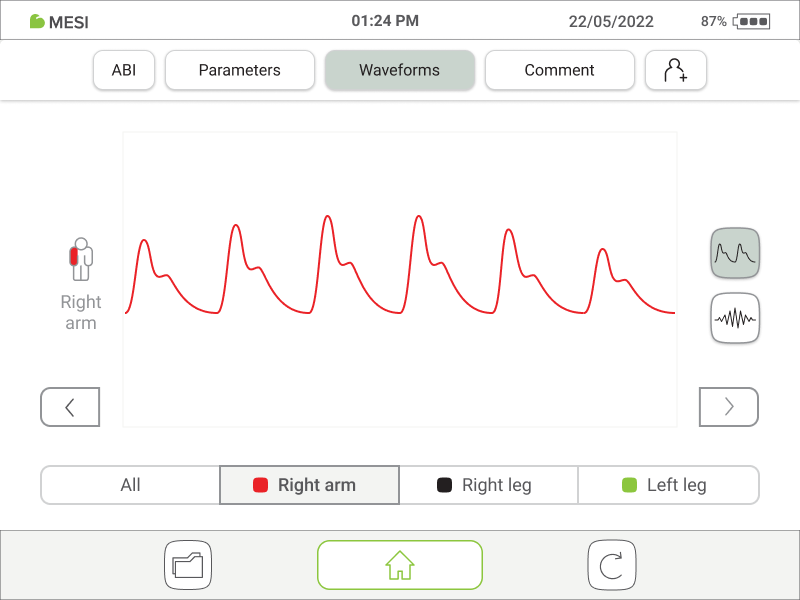 MESI
01:24 PM
22/05/2022
87%
ABI
Parameters
Waveforms
Comment
Right
arm
All
Right arm
Right leg
Left leg